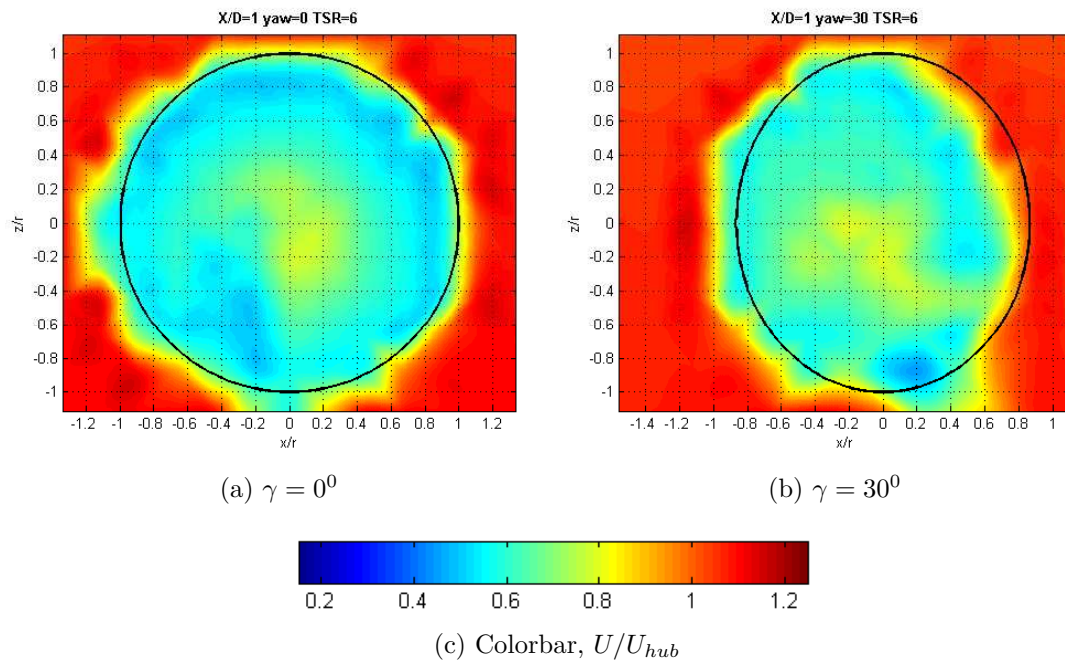 X/D=1 yaw=0 TSR=6
X/D=1 yaw=30 TSR=6
1
0.8
0.6
0.4
0.2
0
-0.2
-0.4
-0.6
-0.8
-1
z/r
-1.2 -1 -0.8 -0.6 -0.4 -0.2 0 0.2 0.4 0.6 0.8 1 1.2
x/r
1
0.8
0.6
0.4
0.2
0
-0.2
-0.4
-0.6
-0.8
-1
z/r
-1.4 -1.2 -1 -0.8 -0.6 -0.4 -0.2 0 0.2 0.4 0.6 0.8 1
x/r
(a) γ = 0⁰
(b) γ = 30⁰
0.2 0.4 0.6 0.8 1 1.2
(c) Colorbar, U/U_{hub}